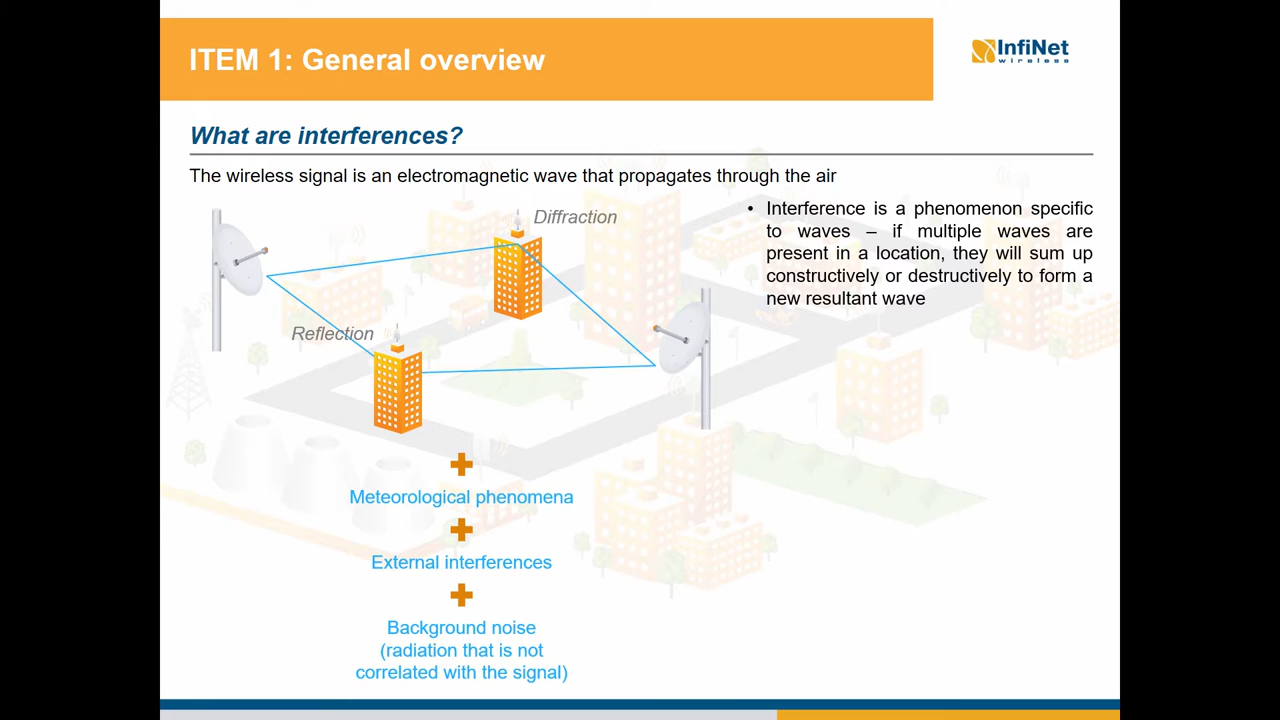 ITEM 1: General overview
InfiNet
wireless
What are interferences?
The wireless signal is an electromagnetic wave that propagates through the air
Diffraction
Reflection
• Interference is a phenomenon specific
to waves – if multiple waves are
present in a location, they will sum up
constructively or destructively to form a
new resultant wave
Meteorological phenomena
External interferences
Background noise
(radiation that is not
correlated with the signal)